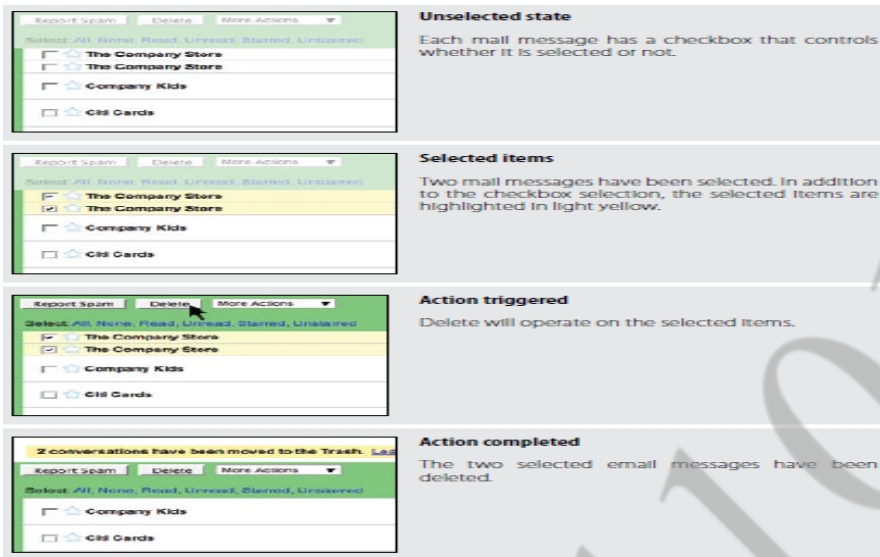 Report Spam Delete More Actions
Select: All, None, Read, Unread, Starred, Unstarred
The Company Store
The Company Store
Company Kids
Citi Cards
Unselected state
Each mail message has a checkbox that controls
whether it is selected or not.
Report Spam Delete More Actions
Select: All, None, Read, Unread, Starred, Unstarred
The Company Store
The Company Store
Company Kids
Citi Cards
Selected items
Two mail messages have been selected. In addition
to the checkbox selection, the selected items are
highlighted in light yellow.
Report Spam Delete More Actions
Select: All, None, Read, Unread, Starred, Unstarred
The Company Store
The Company Store
Company Kids
Citi Cards
Action triggered
Delete will operate on the selected items.
2 conversations have been moved to the Trash. Lea
Report Spam Delete More Actions
Select: All, None, Read, Unread, Starred, Unstarred
Company Kids
Citi Cards
Action completed
The two selected email messages have been
deleted.